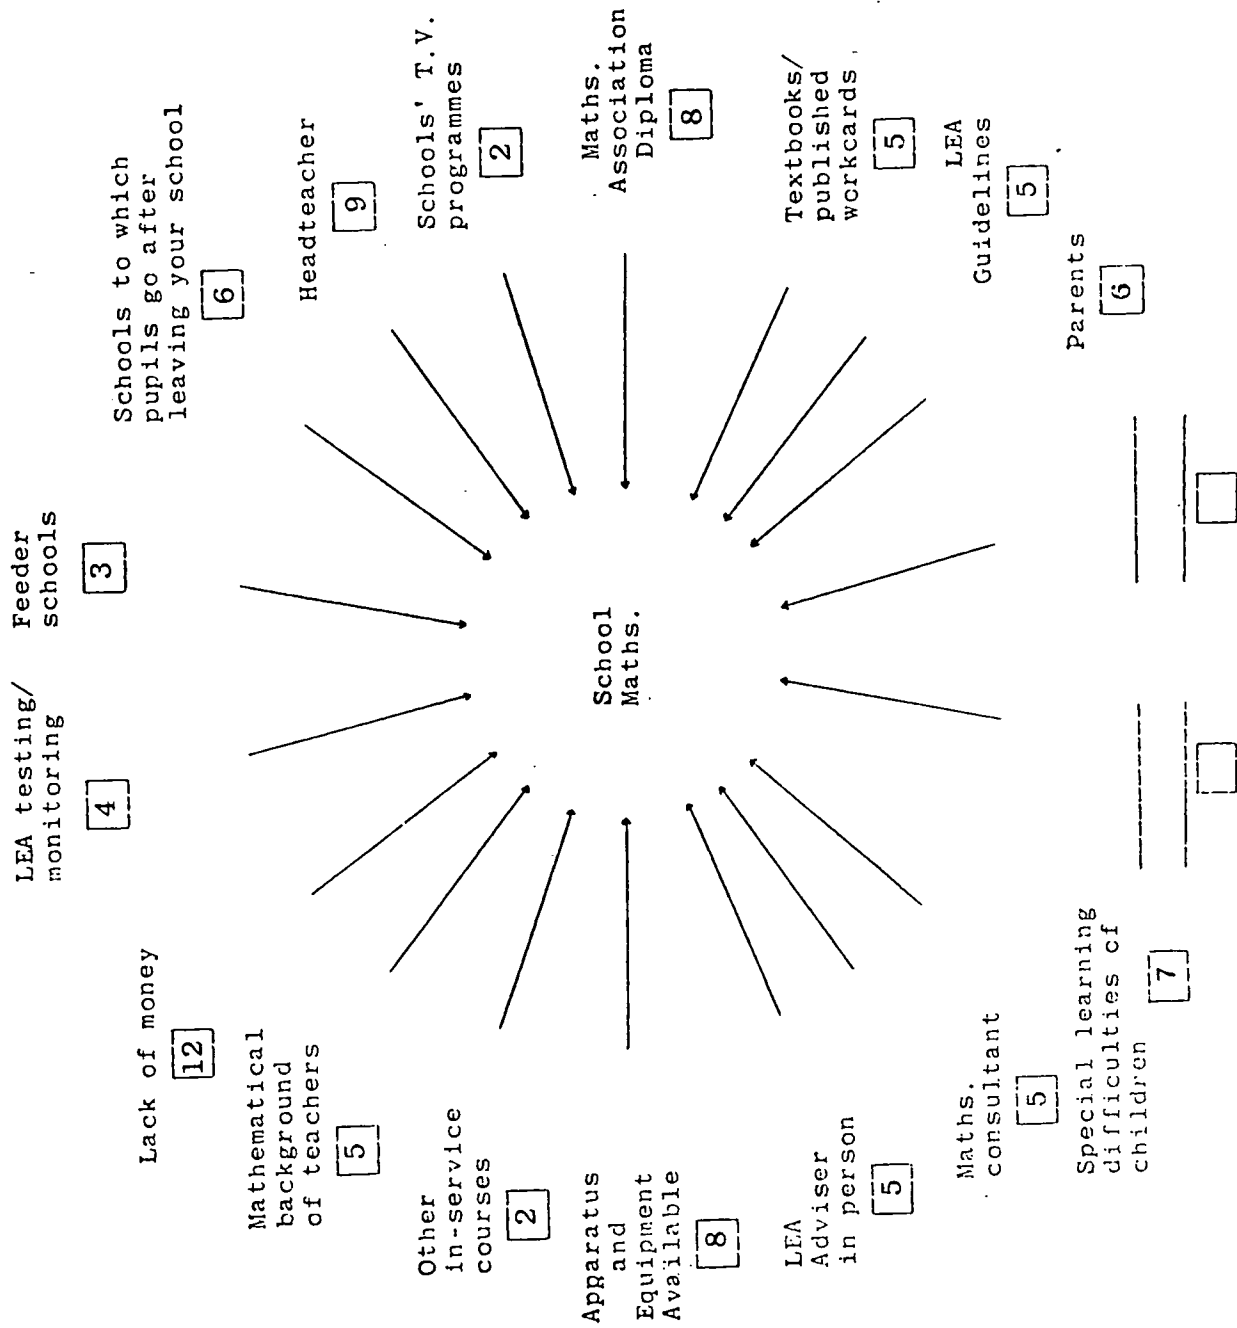 LEA testing/
monitoring
4
Feeder
schools
3
Schools to which
pupils go after
leaving your school
6
Lack of money
12
Headteacher
9
Mathematical
background
of teachers
5
Schools' T.V.
programmes
2
Other
in-service
courses
2
Maths.
Association
Diploma
8
Apparatus
and
Equipment
Available
8
School
Maths.
Textbooks/
published
workcards
5
LEA
Adviser
in person
5
LEA
Guidelines
5
Maths.
consultant
5
Parents
6
Special learning
difficulties of
children
7